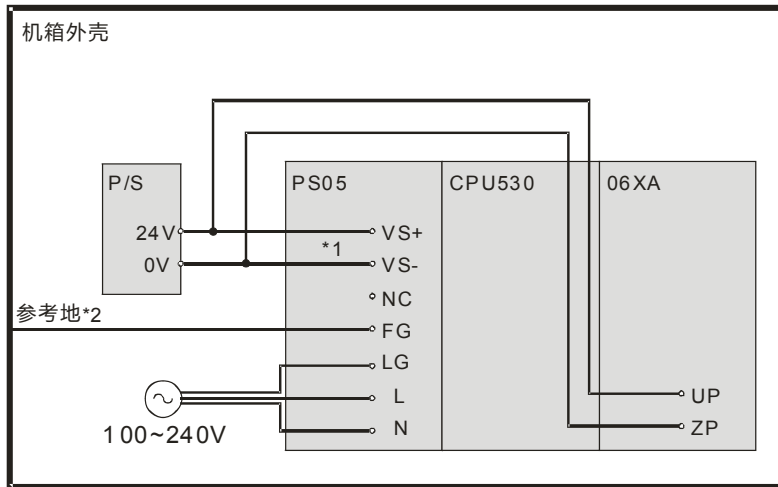 机箱外壳
P/S
PS05
CPU530
06XA
24V
VS+
*1
0V
VS-
NC
参考地*2
FG
LG
L
UP
N
ZP
100~240V